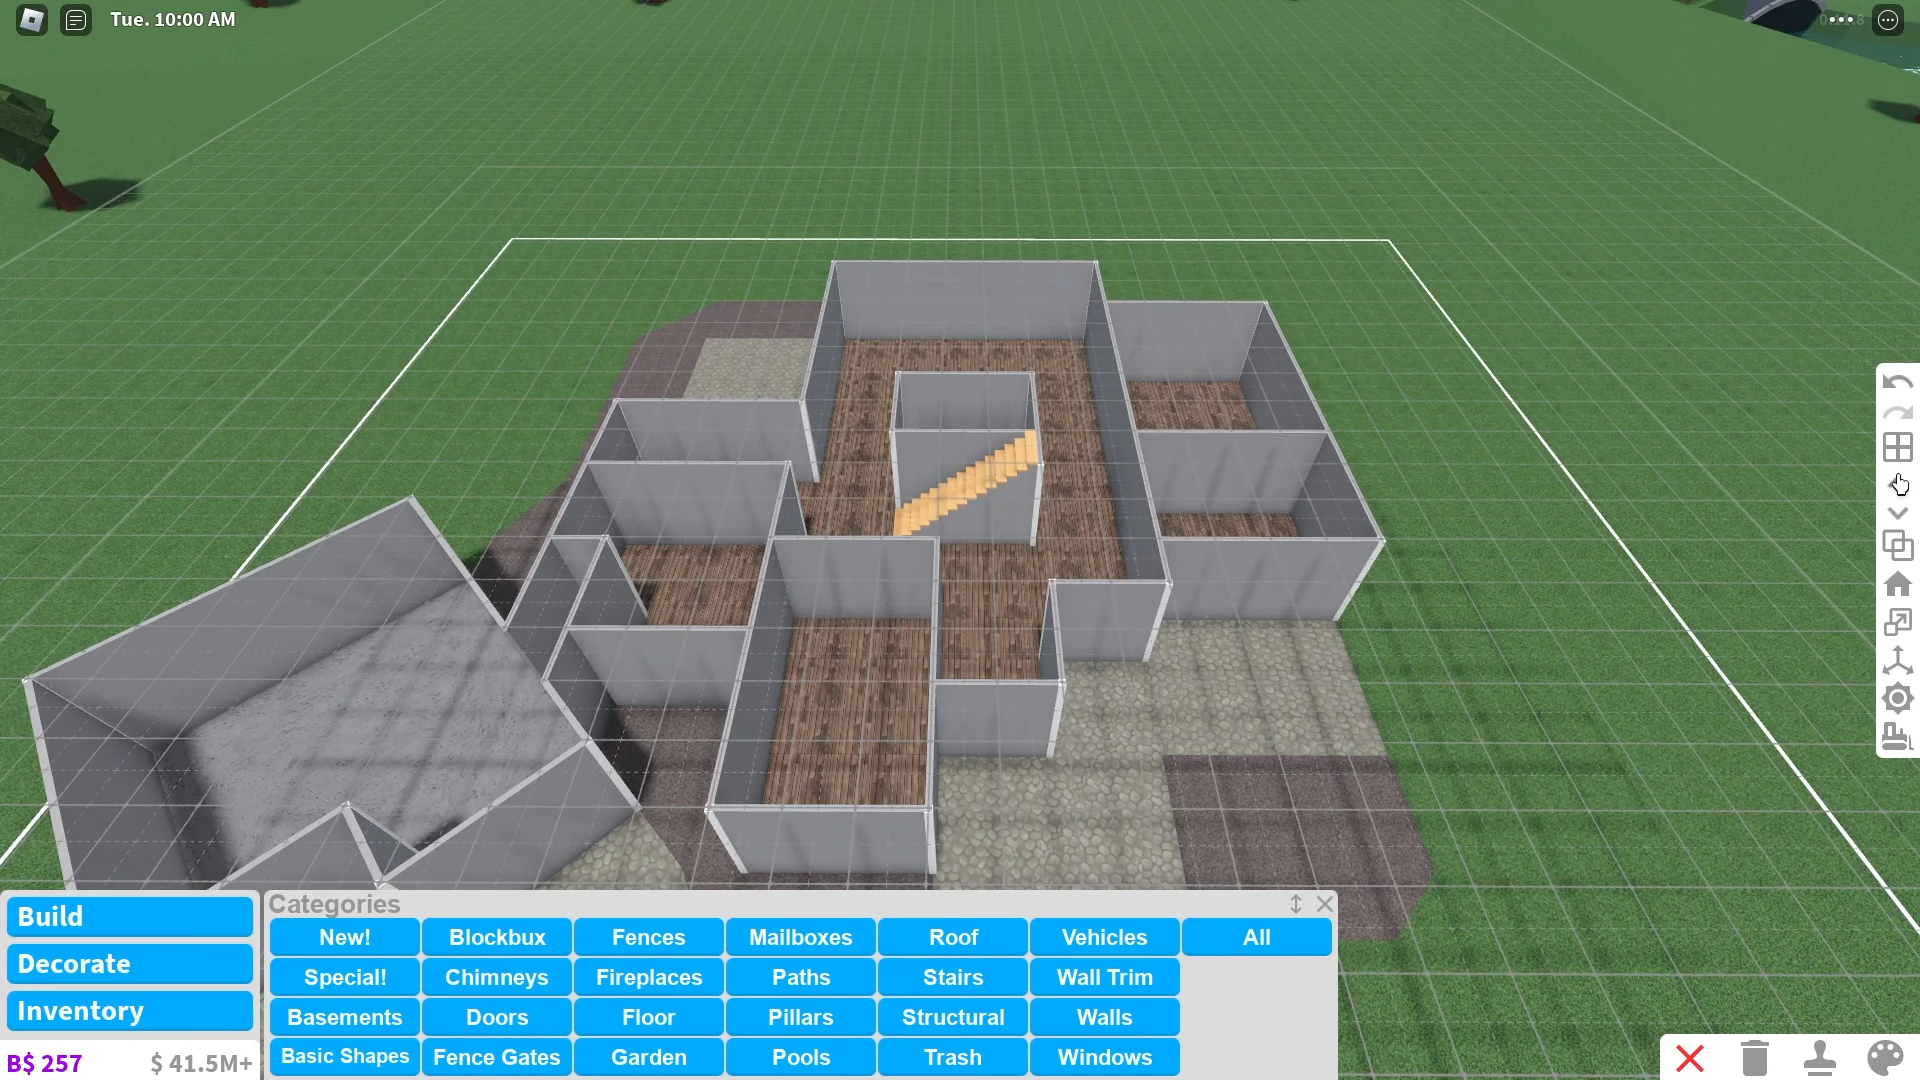 Tue. 10:00 AM
Build
Decorate
Inventory
B$ 257
$ 41.5M+
Categories
New! Blockbux Fences Mailboxes Roof Vehicles All
Special! Chimneys Fireplaces Paths Stairs Wall Trim
Basements Doors Floor Pillars Structural Walls
Basic Shapes Fence Gates Garden Pools Trash Windows